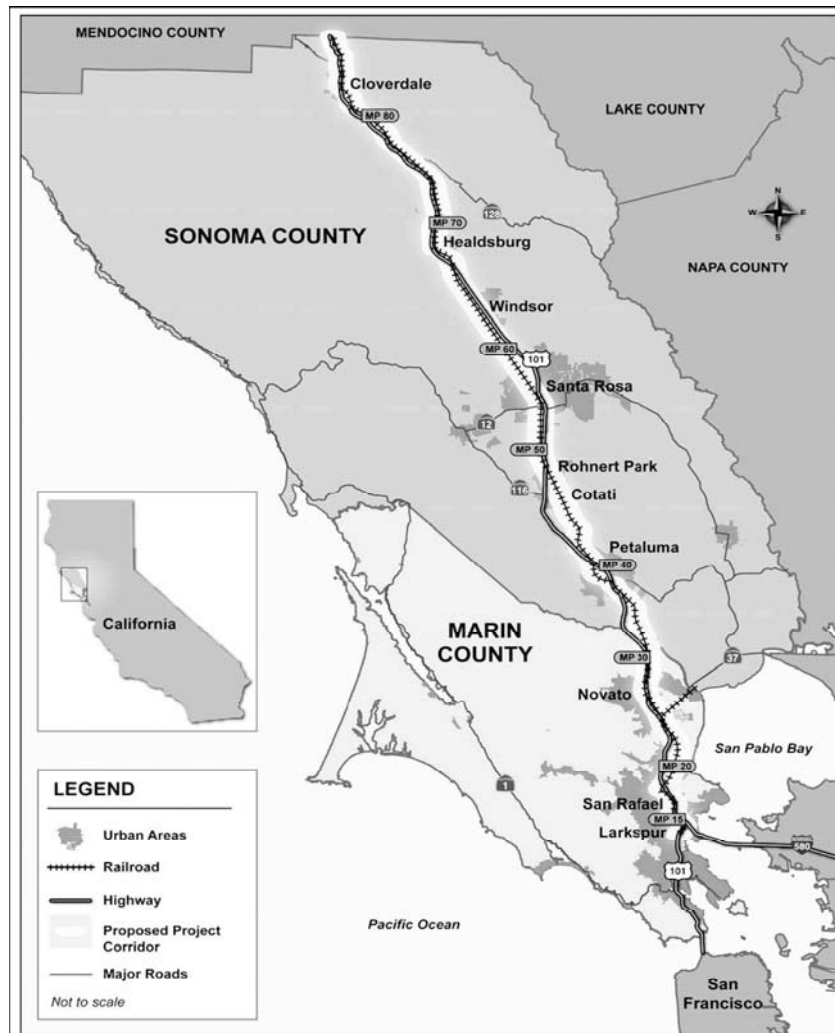 MENDOCINO COUNTY
Cloverdale
MP 80
LAKE COUNTY
N
W E
S
128
MP 70
SONOMA COUNTY
Healdsburg
NAPA COUNTY
Windsor
MP 60
101
Santa Rosa
12
MP 50
Rohnert Park
116
Cotati
Petaluma
MP 40
California
MARIN
COUNTY
MP 30
37
Novato
San Pablo Bay
MP 20
1
San Rafael
MP 15
Larkspur
580
101
Pacific Ocean
San
Francisco
LEGEND
Urban Areas
Railroad
Highway
Proposed Project
Corridor
Major Roads
Not to scale